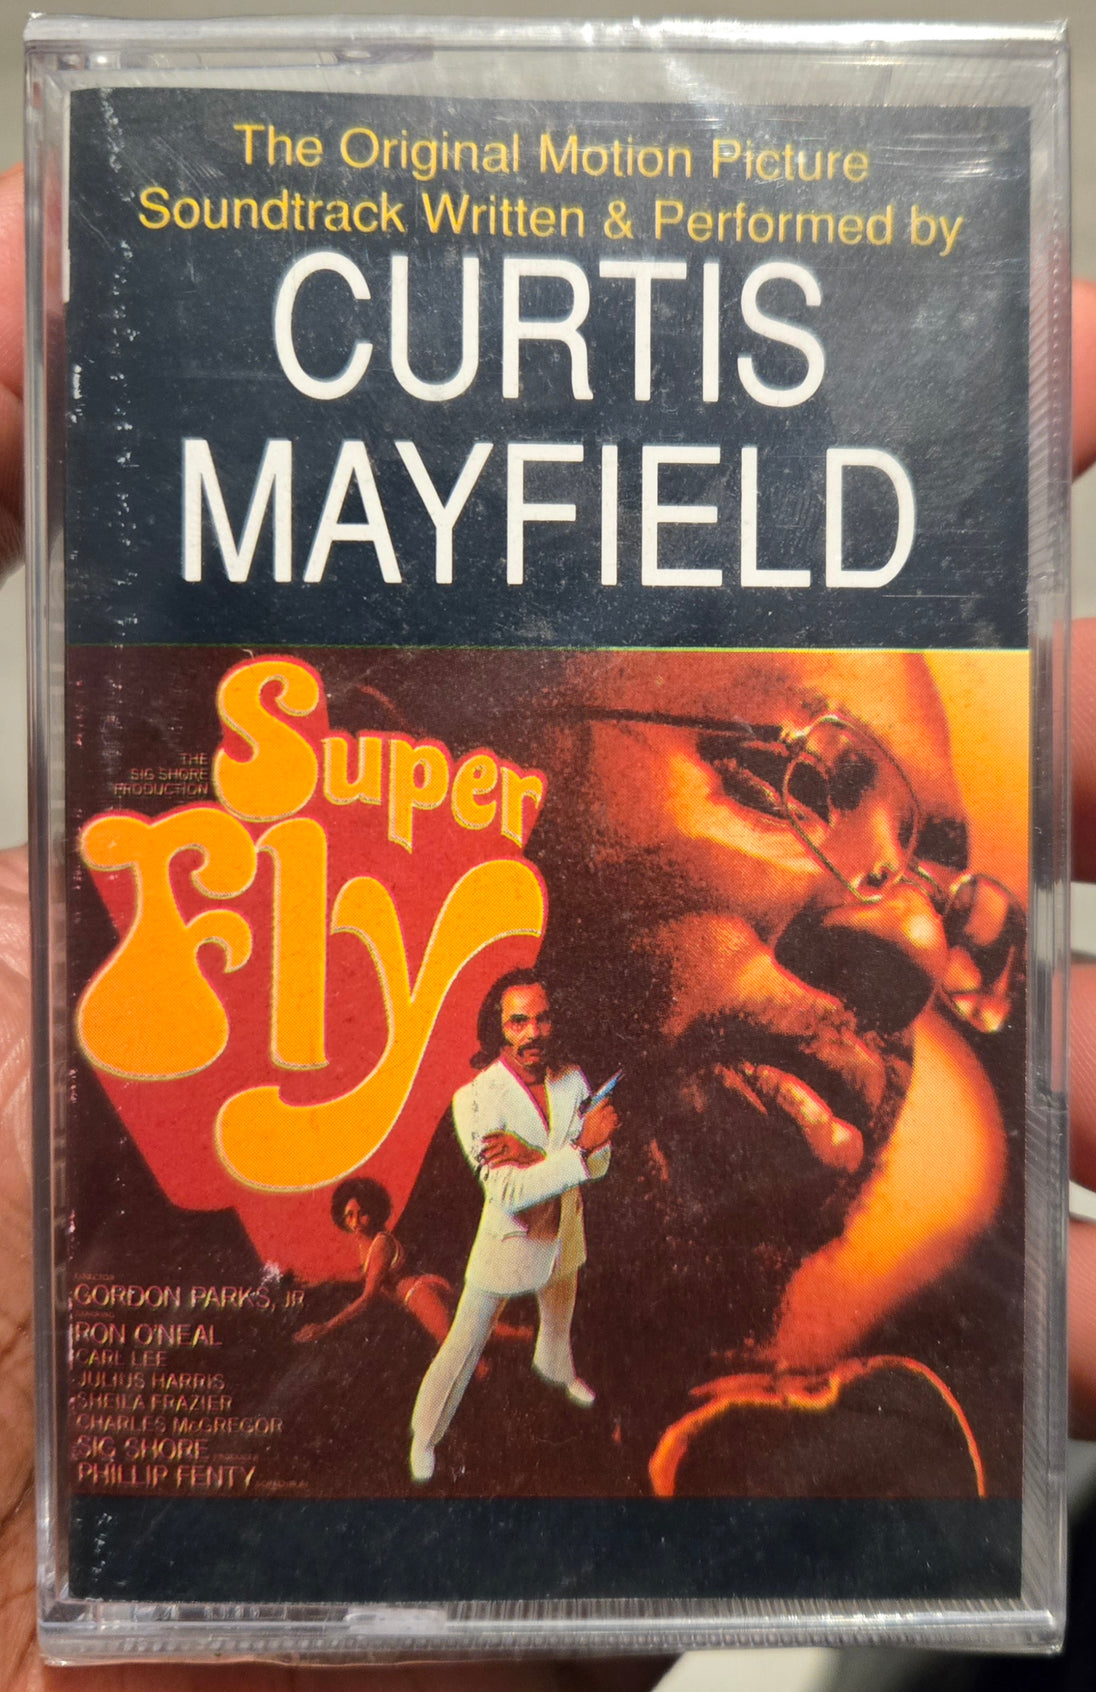 The Original Motion Picture
Soundtrack Written & Performed by
CURTIS
MAYFIELD
THE
SIG SHORE
PRODUCTION
Super
Fly
GORDON PARKS, JR.
RON O'NEAL
CARL LEE
JULIUS HARRIS
SHEILA FRAZIER
CHARLES McGREGOR
SIG SHORE
PHILLIP FENTY